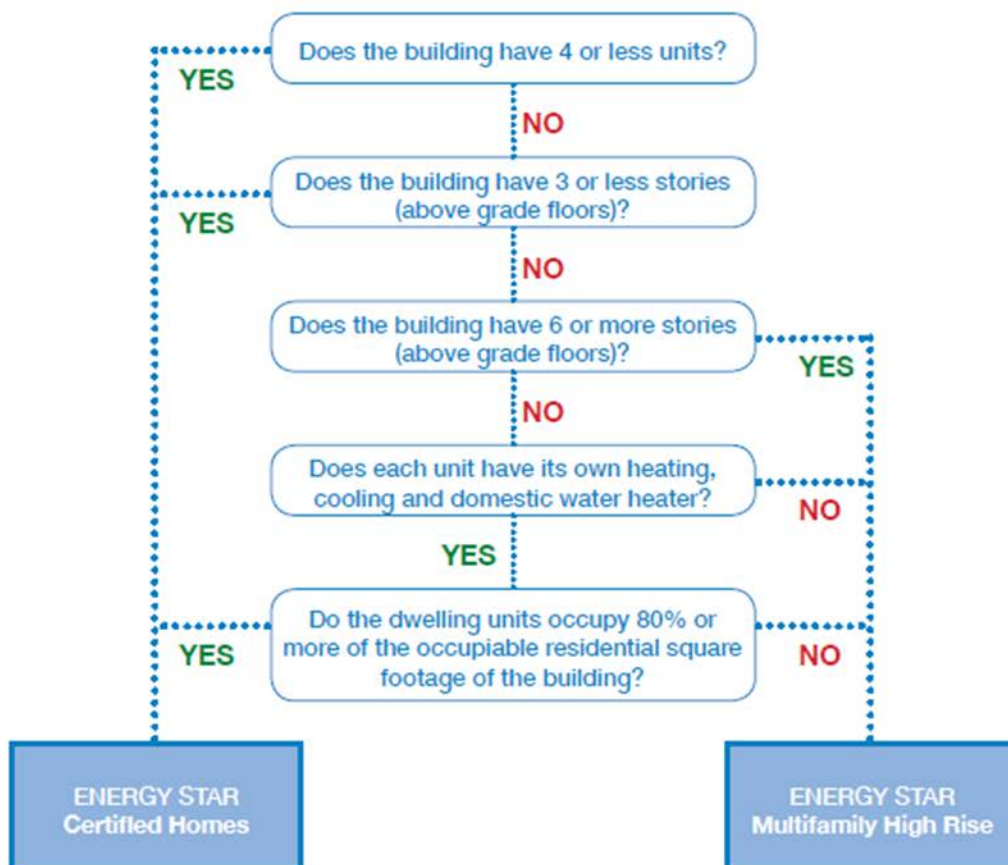 Does the building have 4 or less units?
YES
NO
Does the building have 3 or less stories
(above grade floors)?
YES
NO
Does the building have 6 or more stories
(above grade floors)?
YES
NO
Does each unit have its own heating,
cooling and domestic water heater?
NO
YES
Do the dwelling units occupy 80% or
more of the occupiable residential square
footage of the building?
YES
NO
ENERGY STAR
Certified Homes
ENERGY STAR
Multifamily High Rise